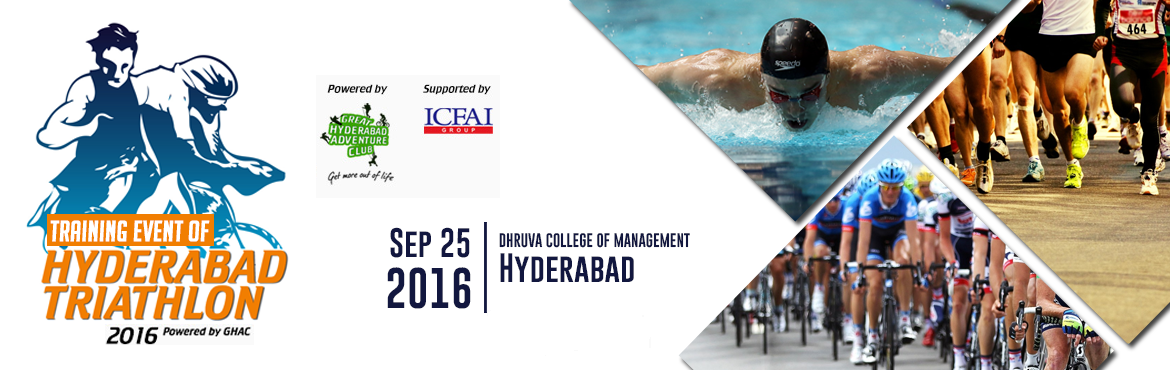 TRAINING EVENT OF
HYDERABAD
TRIATHLON
2016 Powered by GHAC
Powered by
GREAT
HYDERABAD
ADVENTURE
CLUB
Get more out of life
Supported by
ICFAI
GROUP
SEP 25
2016
DHRUVA COLLEGE OF MANAGEMENT
HYDERABAD
speedo
464